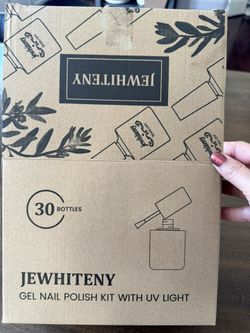 JEWHITENY
30 BOTTLES
JEWHITENY
GEL NAIL POLISH KIT WITH UV LIGHT